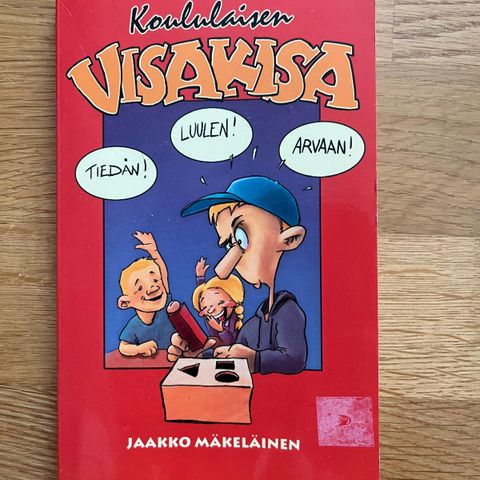 Koululaisen
VISAKISA
TIEDÄN!
LUULEN!
ARVAAN!
JAAKKO MÄKELÄINEN